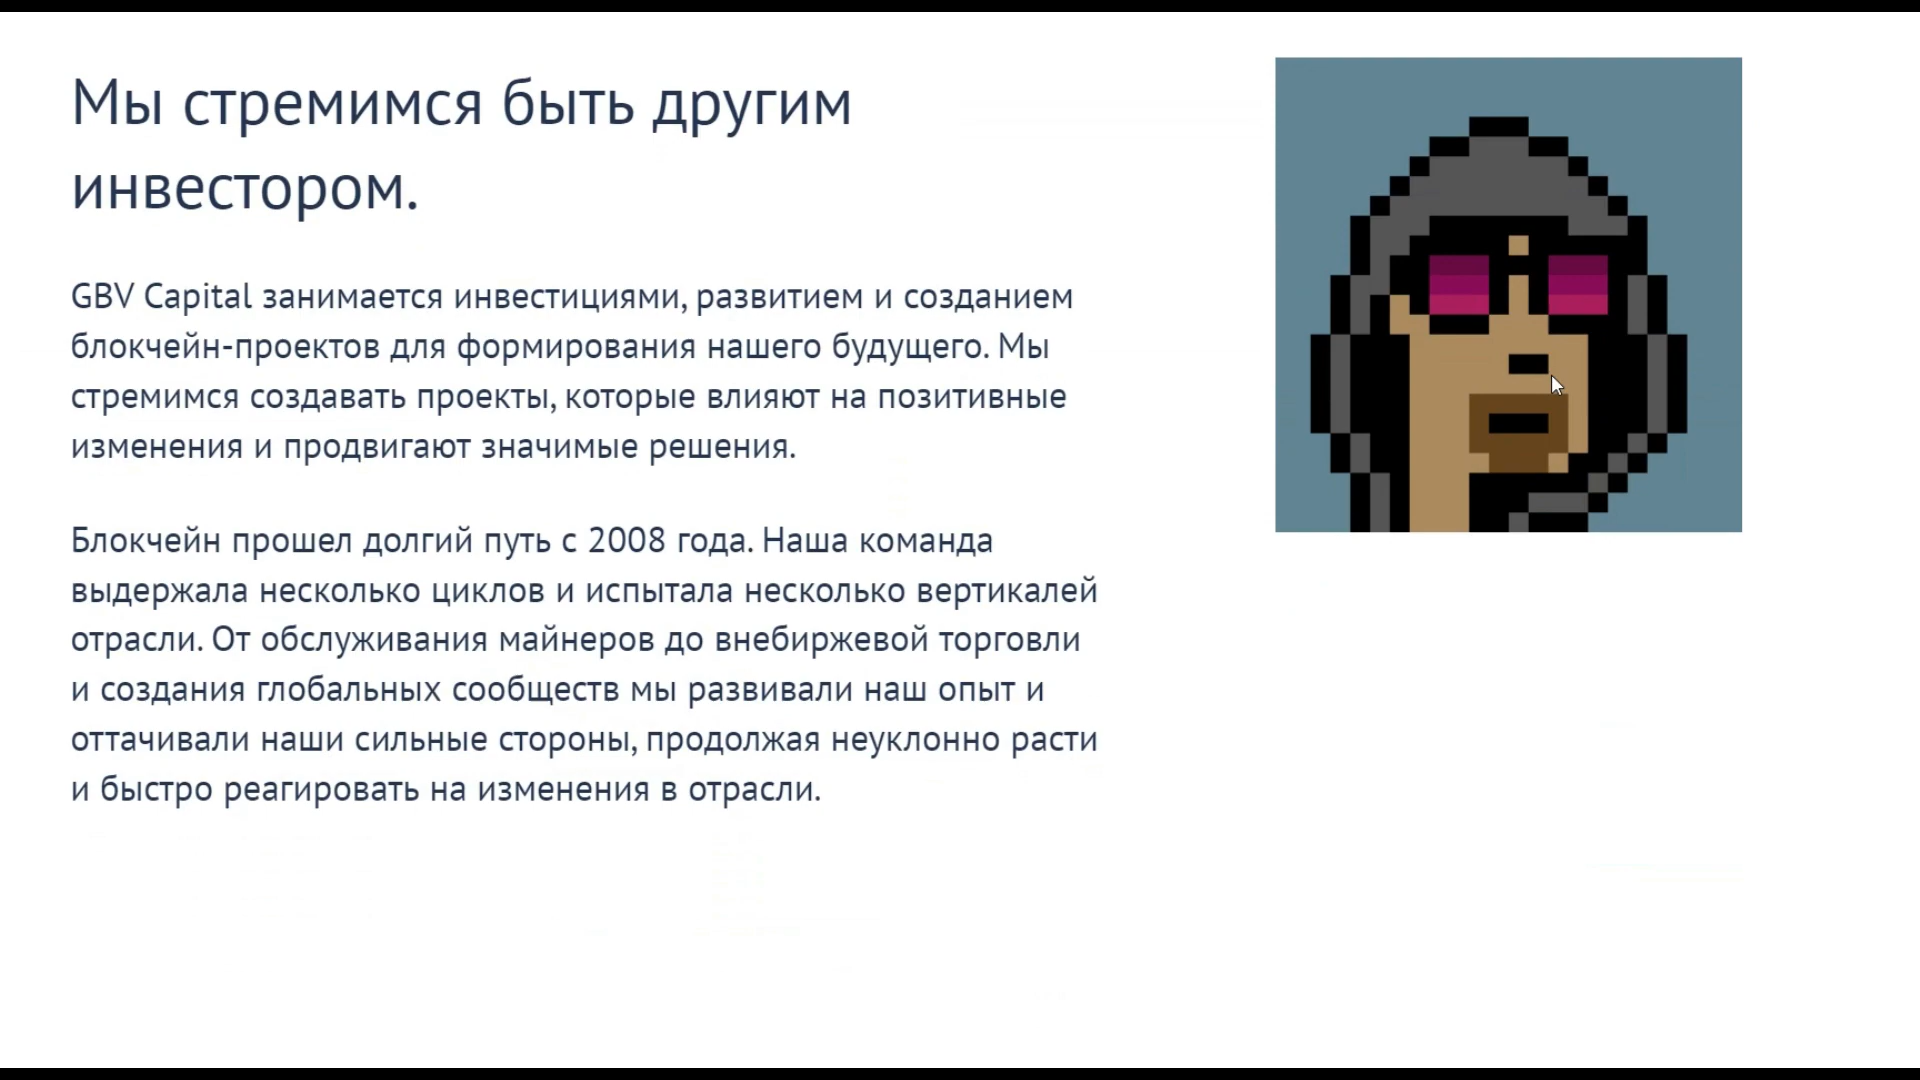 Мы стремимся быть другим
инвестором.
GBV Capital занимается инвестициями, развитием и созданием
блокчейн-проектов для формирования нашего будущего. Мы
стремимся создавать проекты, которые влияют на позитивные
изменения и продвигают значимые решения.
Блокчейн прошел долгий путь с 2008 года. Наша команда
выдержала несколько циклов и испытала несколько вертикалей
отрасли. От обслуживания майнеров до внебиржевой торговли
и создания глобальных сообществ мы развивали наш опыт и
оттачивали наши сильные стороны, продолжая неуклонно расти
и быстро реагировать на изменения в отрасли.